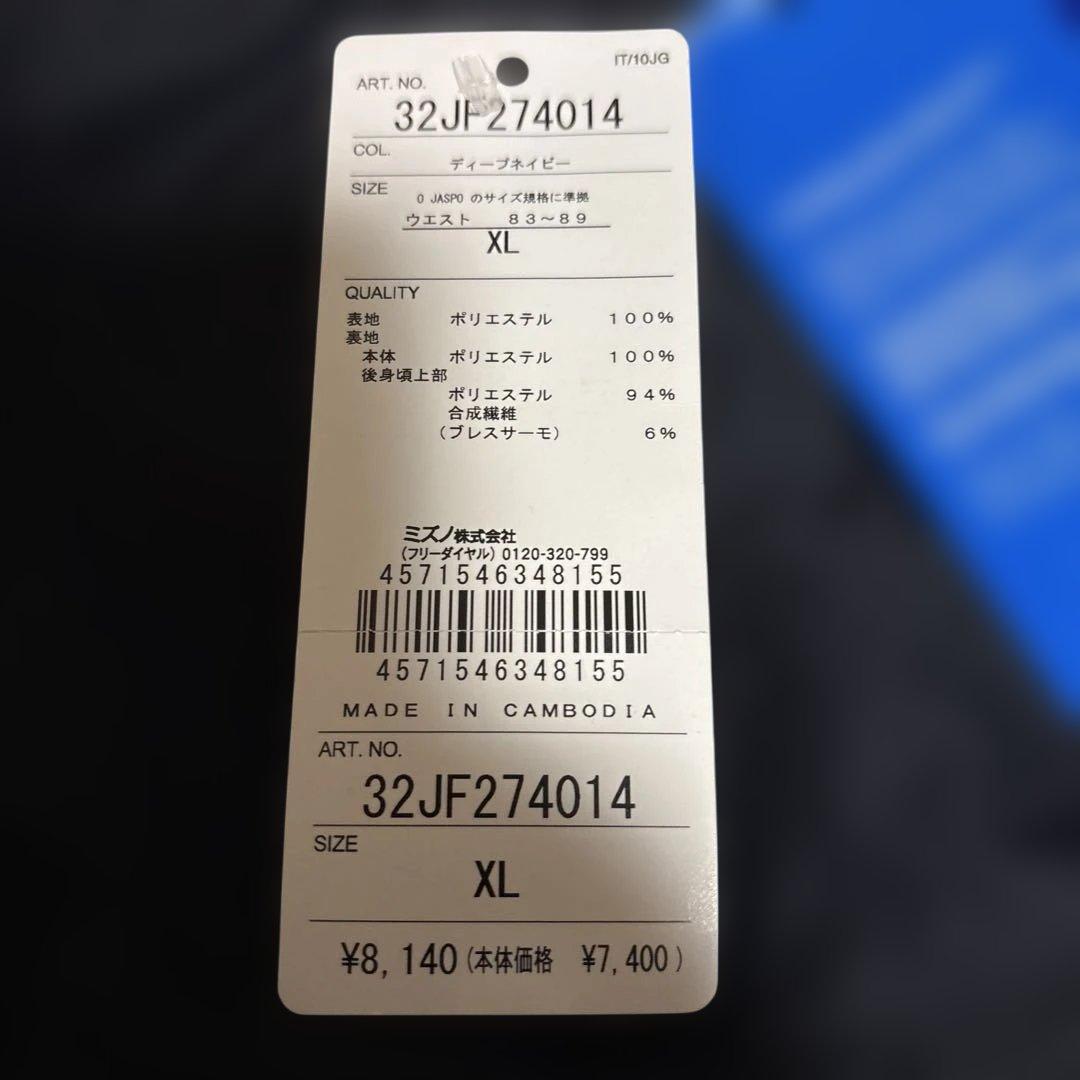 IT/10JG
ART. NO.
32JF274014
COL.
ディープネイビー
SIZE
O JASPO のサイズ規格に準拠
ウエスト 83～89
XL
QUALITY
表地 ポリエステル 100%
裏地
本体 ポリエステル 100%
後身頃上部
ポリエステル 94%
合成繊維
(ブレスサーモ) 6%
ミズノ株式会社
(フリーダイヤル) 0120-320-799
4571546348155
4571546348155
MADE IN CAMBODIA
ART. NO.
32JF274014
SIZE
XL
¥8,140(本体価格 ¥7,400)